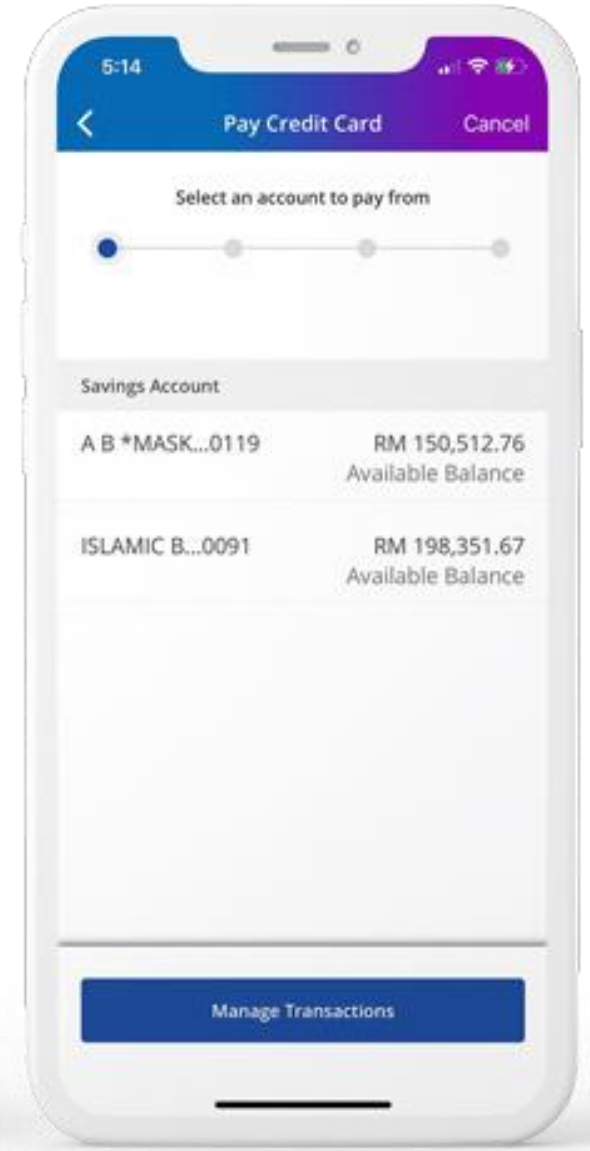 5:14
Pay Credit Card
Cancel
Select an account to pay from
Savings Account
A B *MASK...0119
RM 150,512.76
Available Balance
ISLAMIC B...0091
RM 198,351.67
Available Balance
Manage Transactions